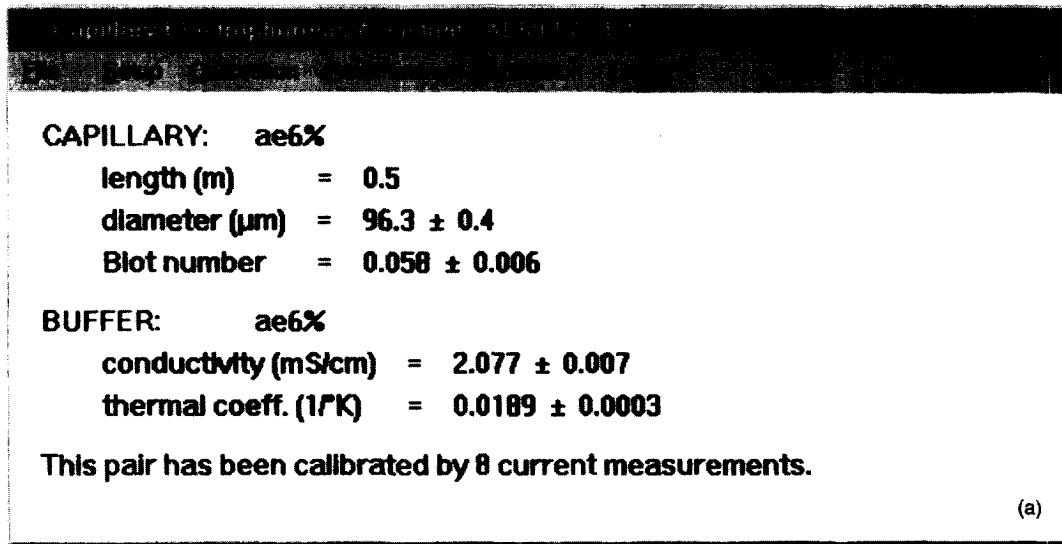 CAPILLARY: ae6%
length (m) = 0.5
diameter (µm) = 96.3 ± 0.4
Biot number = 0.058 ± 0.006
BUFFER: ae6%
conductivity (mS/cm) = 2.077 ± 0.007
thermal coeff. (1/°K) = 0.0189 ± 0.0003
This pair has been calibrated by 8 current measurements.
(a)